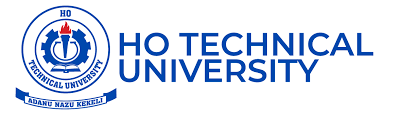 HO
TECHNICAL UNIVERSITY
ADANU NAZU KEKELI
HO TECHNICAL
UNIVERSITY